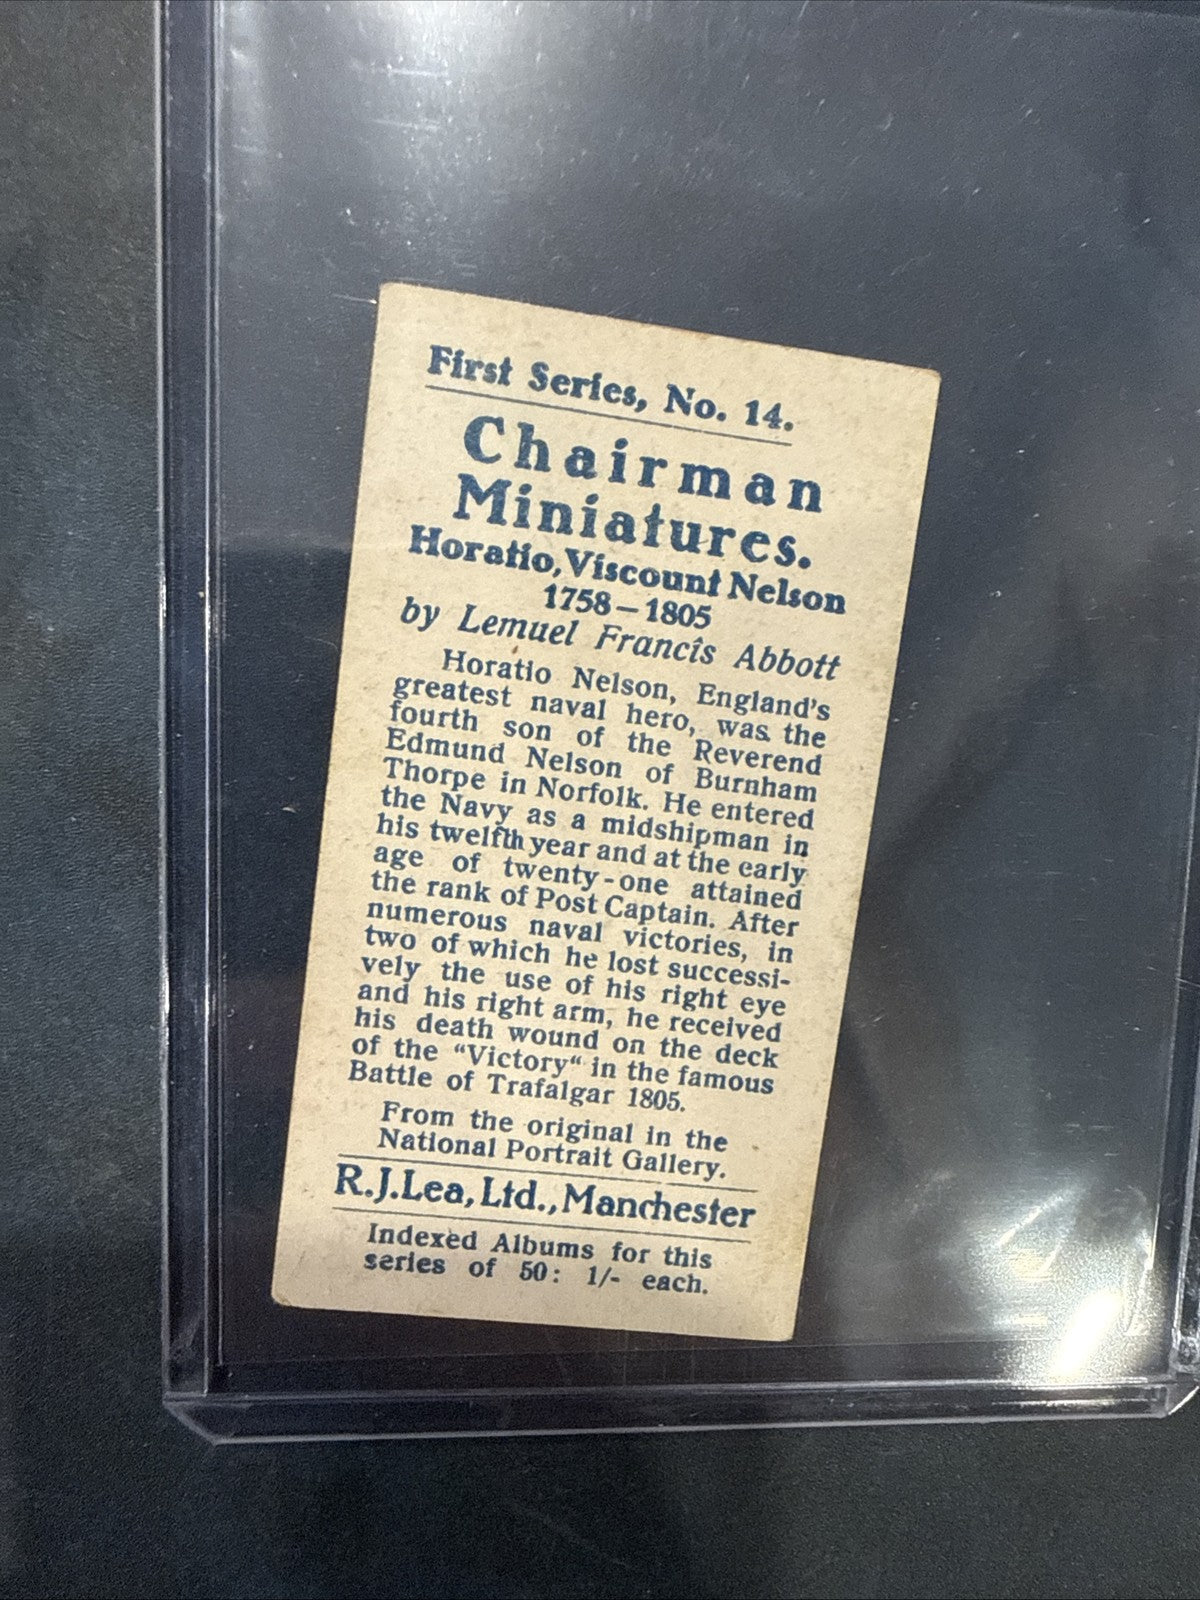 First Series, No. 14.
Chairman
Miniatures.
Horatio, Viscount Nelson
1758–1805
by Lemuel Francis Abbott
Horatio Nelson, England's
greatest naval hero, was the
fourth son of the Reverend
Edmund Nelson of Burnham
Thorpe in Norfolk. He entered
the Navy as a midshipman in
his twelfth year and at the early
age of twenty-one attained
the rank of Post Captain. After
numerous naval victories, in
two of which he lost successi-
vely the use of his right eye
and his right arm, he received
his death wound on the deck
of the "Victory“ in the famous
Battle of Trafalgar 1805.
From the original in the
National Portrait Gallery.
R.J.Lea, Ltd., Manchester
Indexed Albums for this
series of 50: 1/- each.